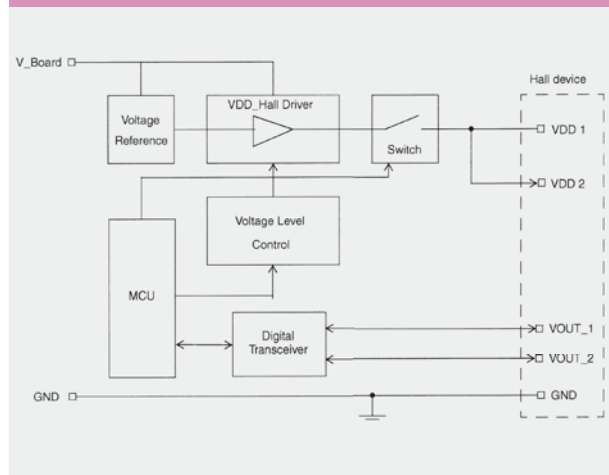 V_Board
Hall device
Voltage
Reference
VDD_Hall Driver
Switch
VDD 1
VDD 2
Voltage Level
Control
MCU
Digital
Transceiver
VOUT_1
VOUT_2
GND
GND